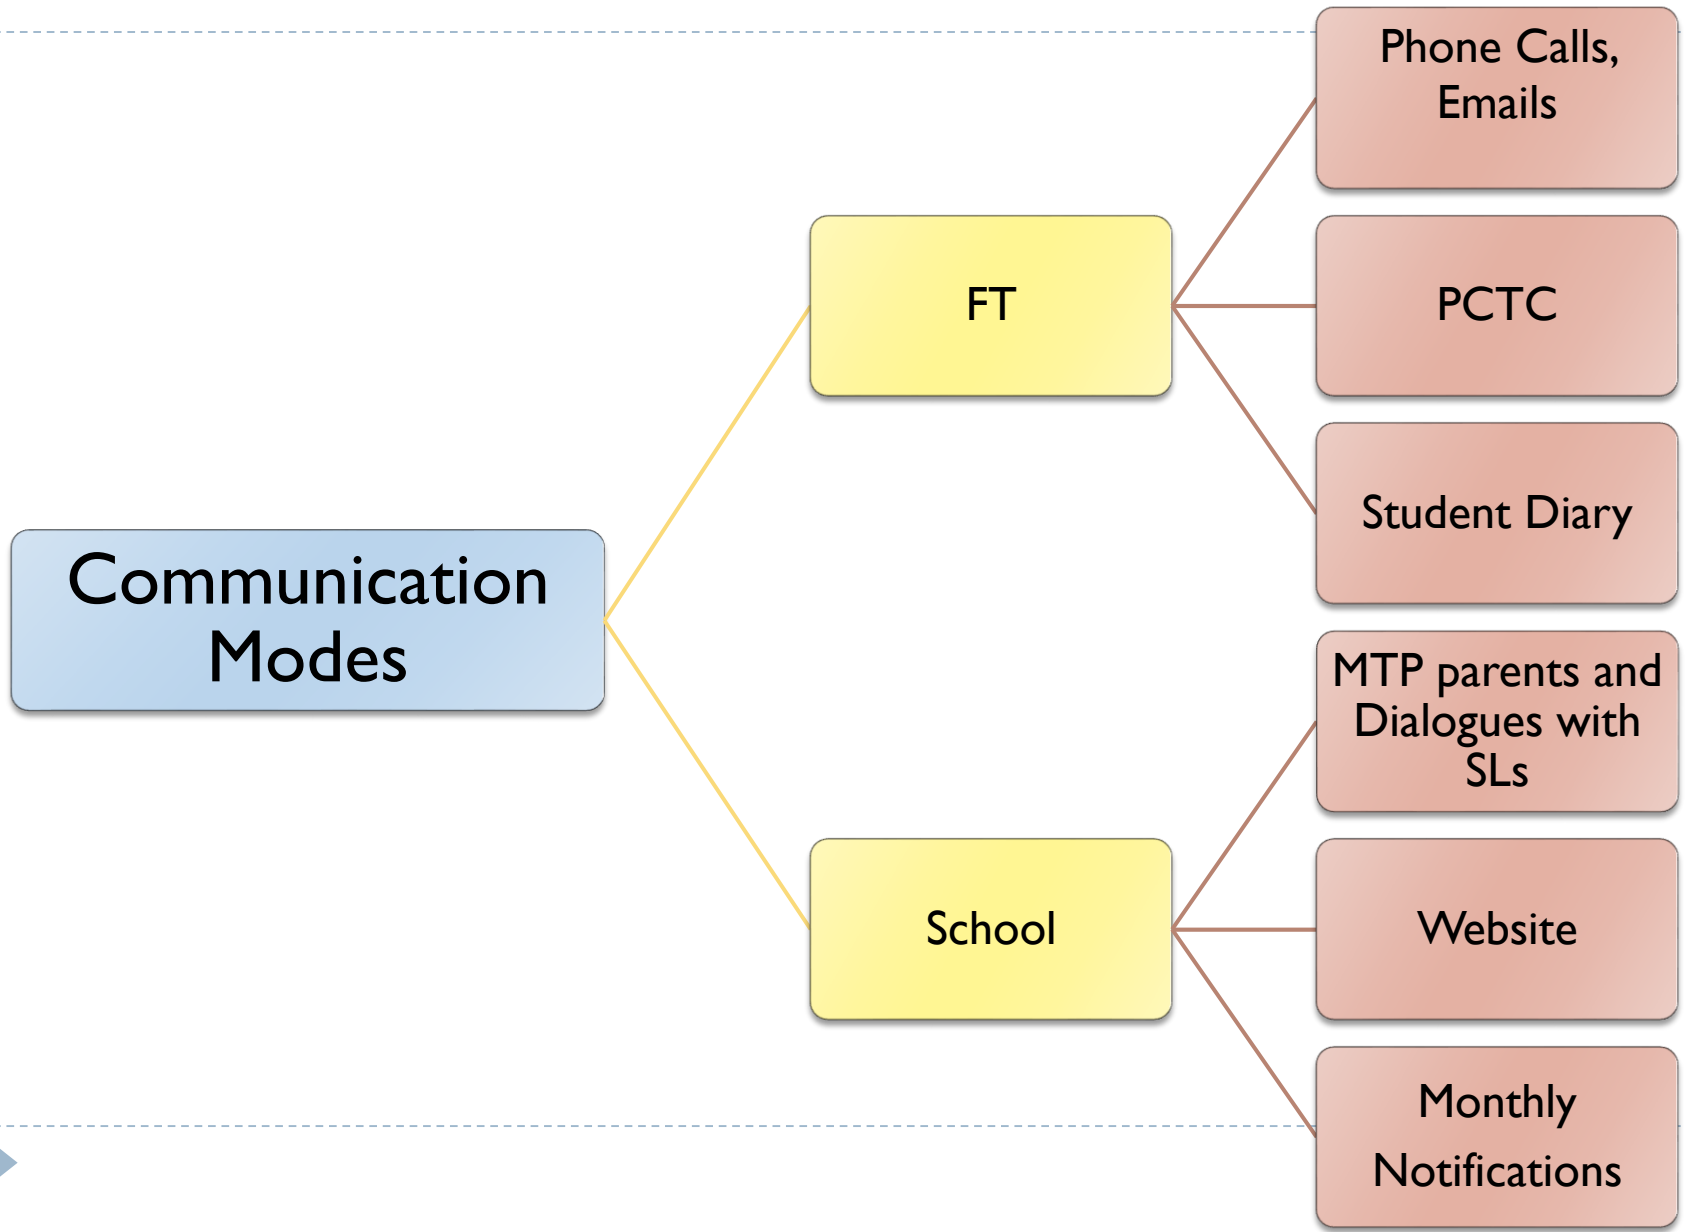 Communication
Modes
FT
Phone Calls,
Emails
PCTC
Student Diary
School
MTP parents and
Dialogues with
SLs
Website
Monthly
Notifications